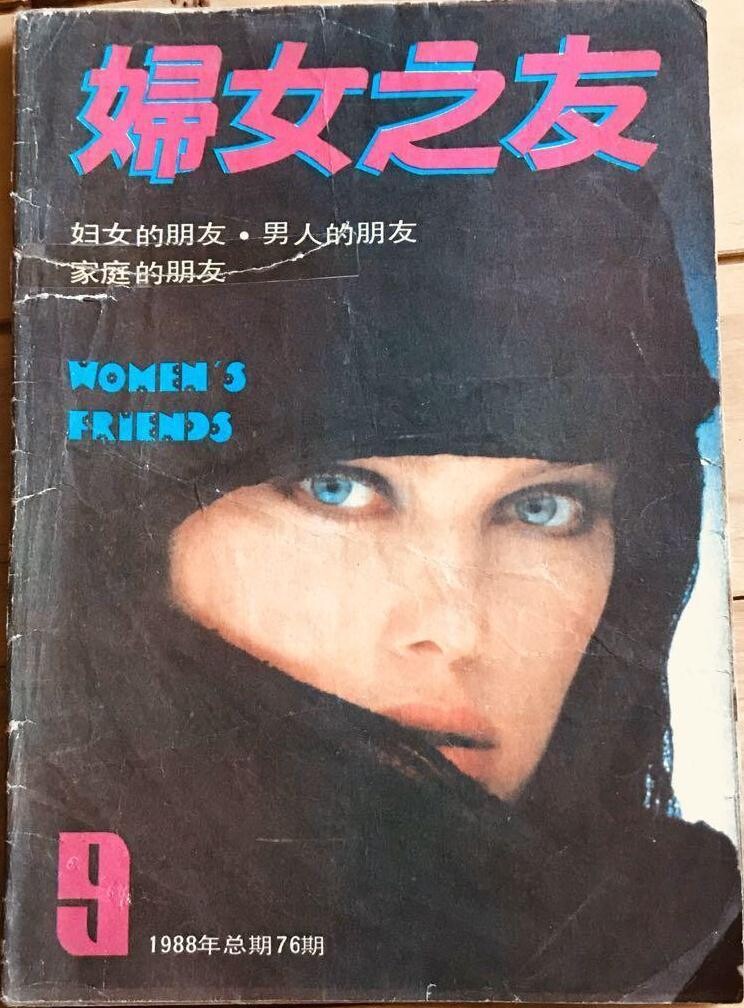 婦女之友
妇女的朋友·男人的朋友
家庭的朋友
WOMEN'S
FRIENDS
9
1988年总期76期